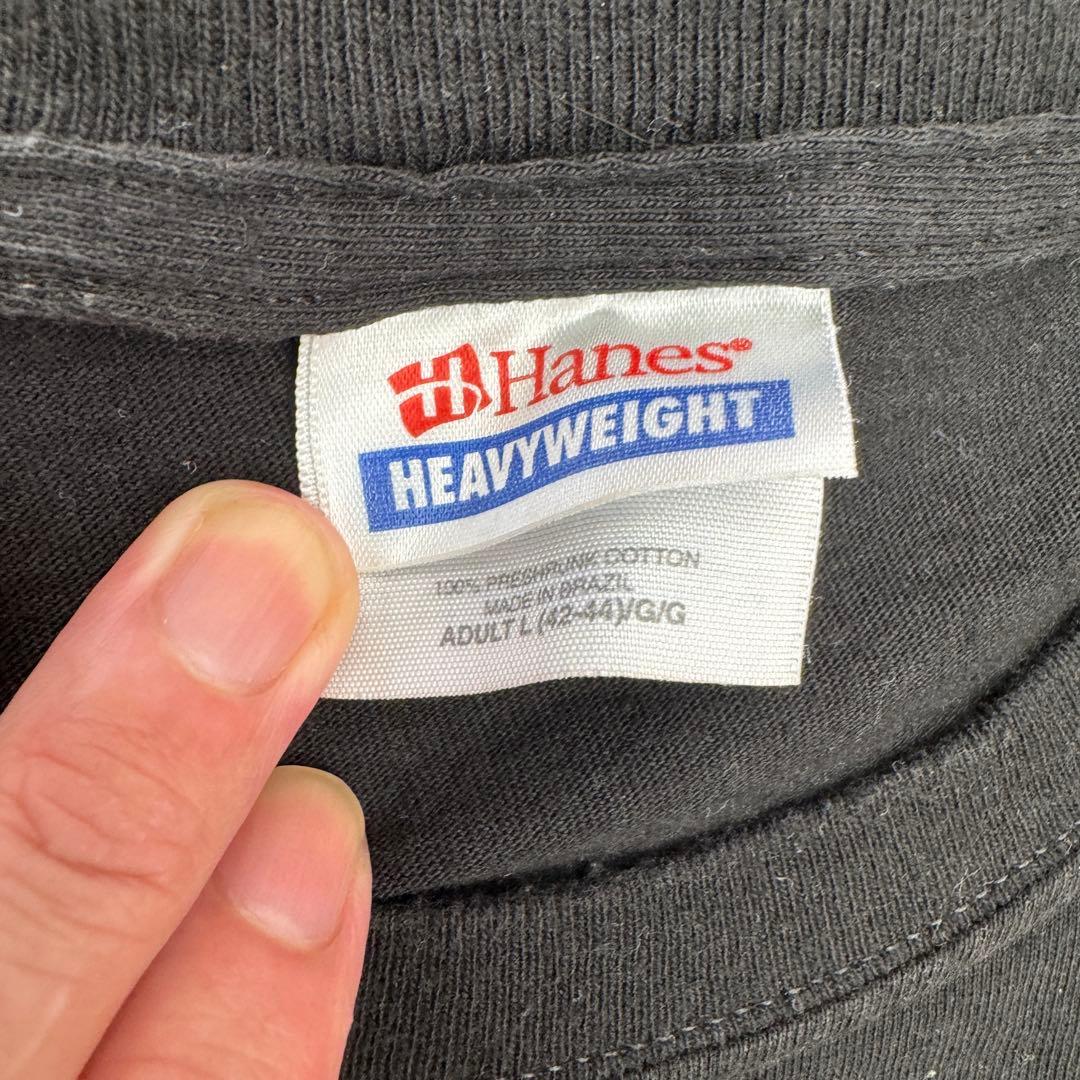 H Hanes®
HEAVYWEIGHT
100% PRESHRUNK COTTON
MADE IN BRAZIL
ADULT L (42-44)/G/G